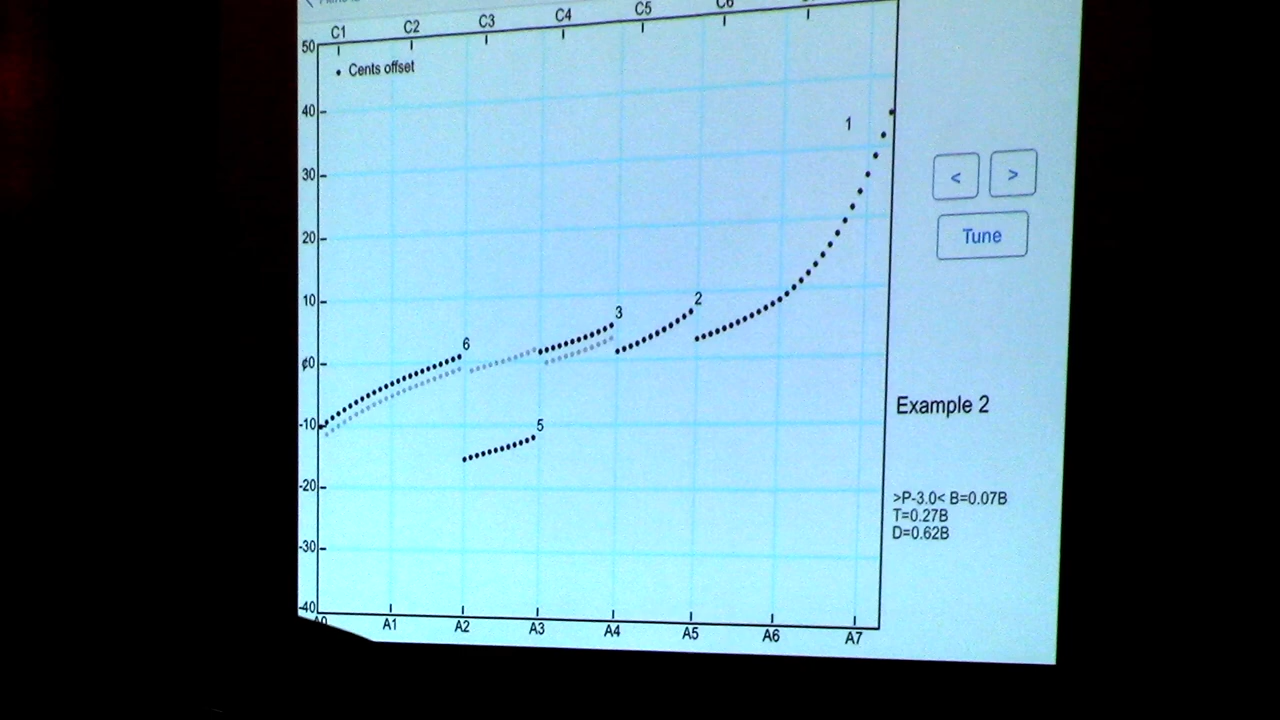 C1 C2 C3 C4 C5 C6
50
• Cents offset
40
1
30
< >
20
Tune
10
2
3
6
¢0
Example 2
-10
5
-20
>P-3.0< B=0.07B
T=0.27B
D=0.62B
-30
-40
A0 A1 A2 A3 A4 A5 A6 A7